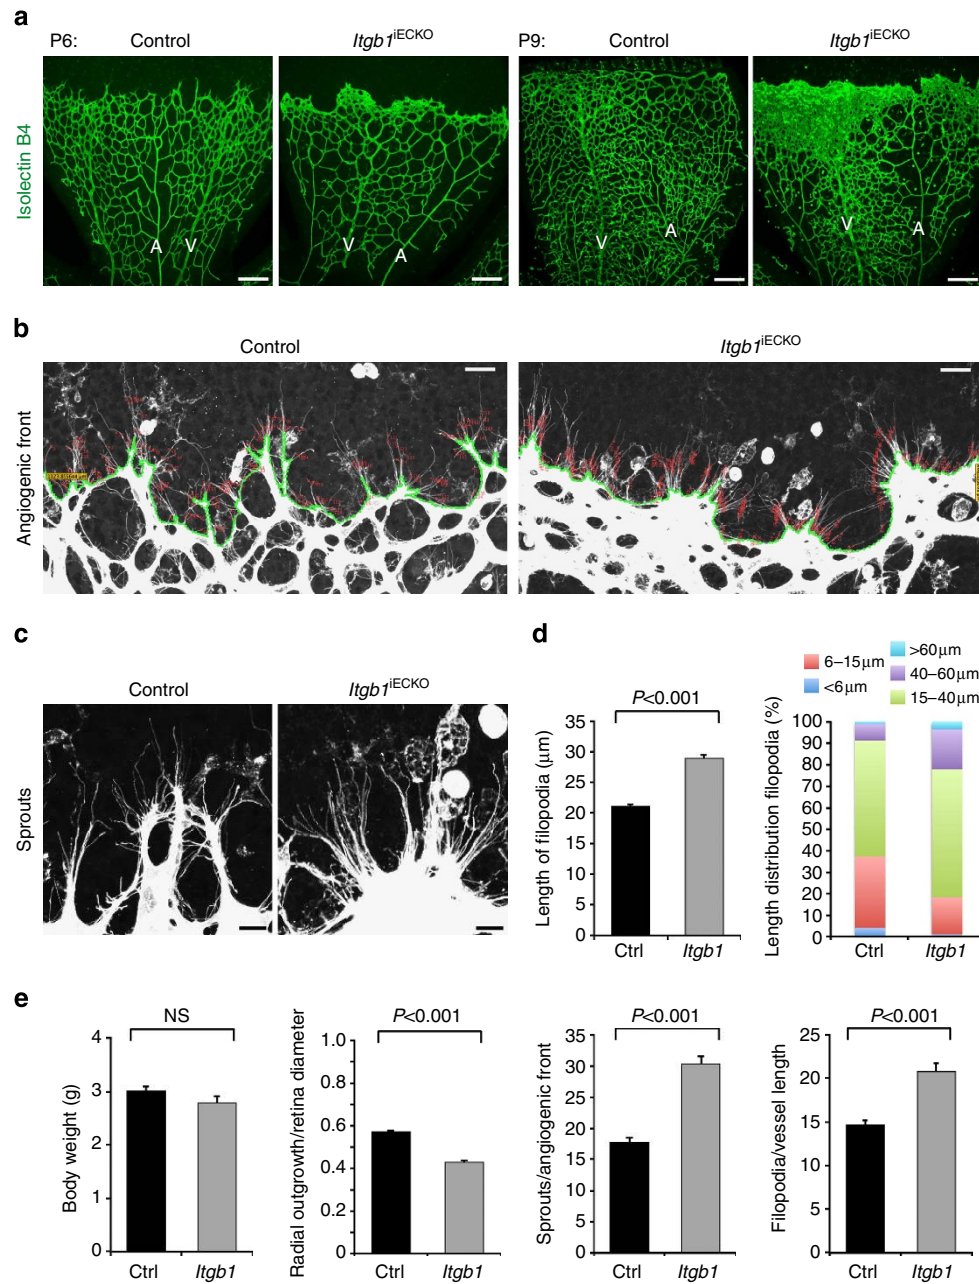 a
P6:
Control
Itgb1iECKO
P9:
Control
Itgb1iECKO
Isolectin B4
A
V
V
A
V
A
V
A
b
Control
Itgb1iECKO
Angiogenic front
c
Control
Itgb1iECKO
Sprouts
d
Length of filopodia (μm)
P<0.001
35
30
25
20
15
10
5
0
Ctrl
Itgb1
6–15μm
<6μm
>60μm
40–60μm
15–40μm
Length distribution filopodia (%)
100
90
80
70
60
50
40
30
20
10
0
Ctrl
Itgb1
e
Body weight (g)
NS
4
3
2
1
0
Ctrl
Itgb1
Radial outgrowth/retina diameter
P<0.001
1.0
0.8
0.6
0.4
0.2
0
Ctrl
Itgb1
Sprouts/angiogenic front
P<0.001
35
30
25
20
15
10
5
0
Ctrl
Itgb1
Filopodia/vessel length
P<0.001
25
20
15
10
5
0
Ctrl
Itgb1